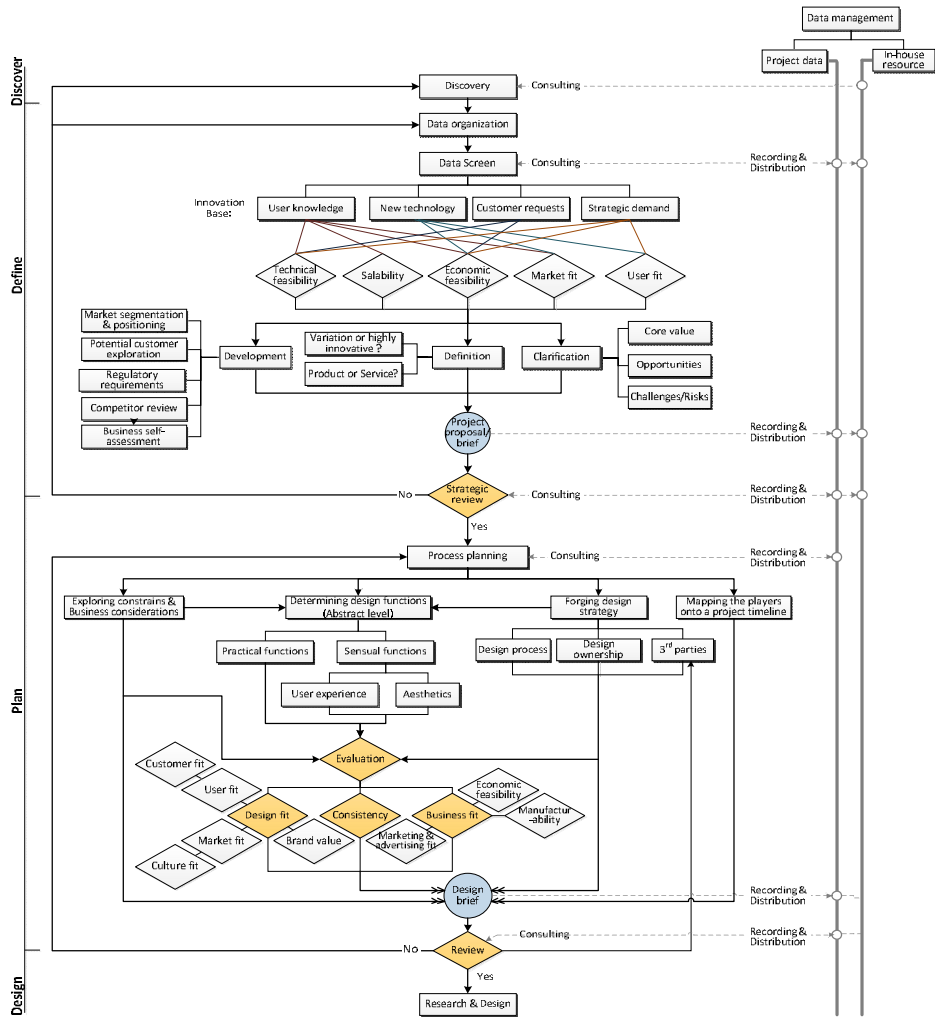 Data management
Project data
In-house
resource
Discover
Discovery
Consulting
Data organization
Data Screen
Consulting
Recording &
Distribution
Innovation
Base:
User knowledge
New technology
Customer requests
Strategic demand
Define
Technical
feasibility
Salability
Economic
feasibility
Market fit
User fit
Market segmentation
& positioning
Potential customer
exploration
Regulatory
requirements
Competitor review
Business self-
assessment
Development
Variation or highly
innovative ?
Product or Service?
Definition
Clarification
Core value
Opportunities
Challenges/Risks
Project
proposal/
brief
Recording &
Distribution
Strategic
review
No
Consulting
Recording &
Distribution
Yes
Process planning
Consulting
Recording &
Distribution
Plan
Exploring constrains &
Business considerations
Determining design functions
(Abstract level)
Forging design
strategy
Mapping the players
onto a project timeline
Practical functions
Sensual functions
Design process
Design
ownership
3rd parties
User experience
Aesthetics
Evaluation
Customer fit
User fit
Design fit
Market fit
Culture fit
Brand value
Consistency
Business fit
Marketing &
advertising fit
Economic
feasibility
Manufactur
-ability
Design
brief
Recording &
Distribution
Consulting
Recording &
Distribution
No
Review
Yes
Design
Research & Design